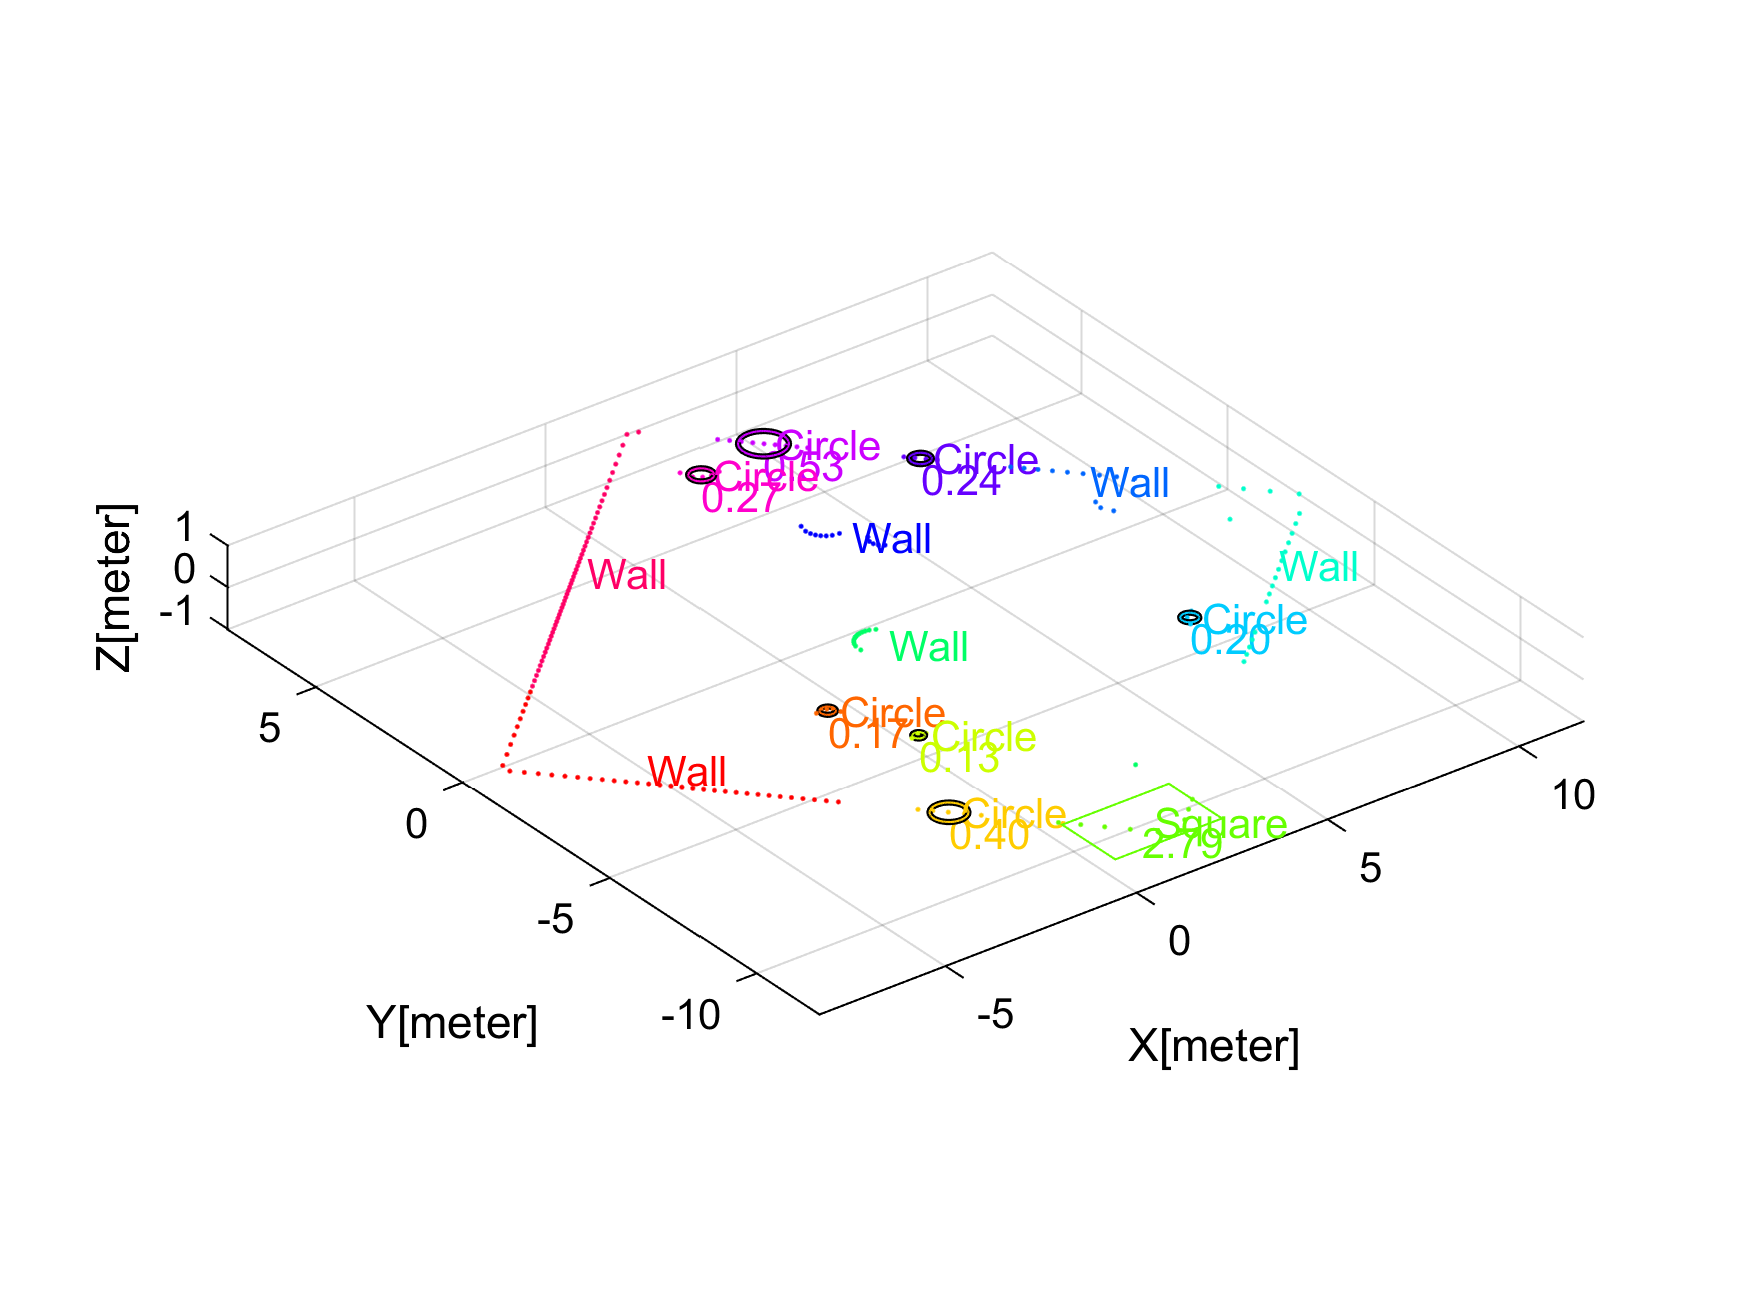 Circle
0.53
Circle
0.27
Circle
0.24
Wall
Wall
Wall
Wall
Wall
Circle
0.20
Wall
Circle
0.17
Circle
0.13
Wall
Circle
0.40
Square
2.79
1
0
-1
Z[meter]
5
0
-5
-10
Y[meter]
10
5
0
-5
X[meter]